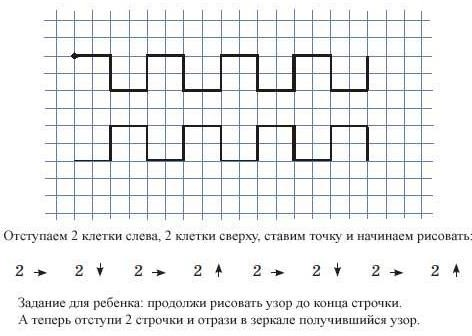 Отступаем 2 клетки слева, 2 клетки сверху, ставим точку и начинаем рисовать:
2 → 2 ↓ 2 → 2 ↑ 2 → 2 ↓ 2 → 2 ↑
Задание для ребенка: продолжи рисовать узор до конца строчки.
А теперь отступи 2 строчки и отрази в зеркале получившийся узор.